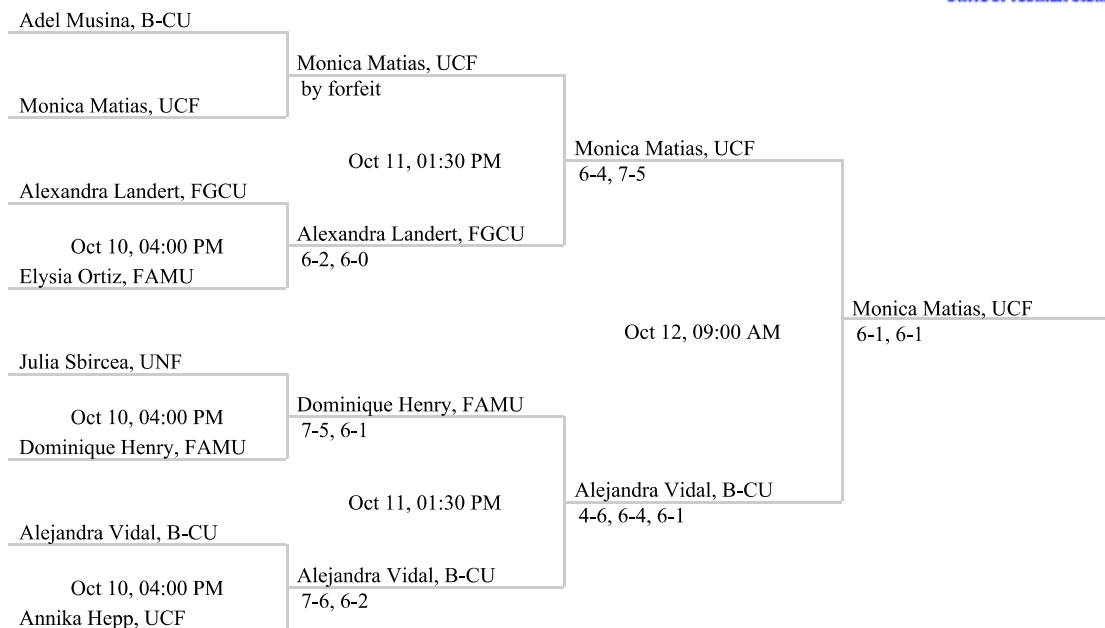 Adel Musina, B-CU
Monica Matias, UCF
by forfeit
Monica Matias, UCF
Oct 11, 01:30 PM
Monica Matias, UCF
6-4, 7-5
Alexandra Landert, FGCU
Oct 10, 04:00 PM
Alexandra Landert, FGCU
6-2, 6-0
Elysia Ortiz, FAMU
Oct 12, 09:00 AM
Monica Matias, UCF
6-1, 6-1
Julia Sbircea, UNF
Oct 10, 04:00 PM
Dominique Henry, FAMU
7-5, 6-1
Dominique Henry, FAMU
Oct 11, 01:30 PM
Alejandra Vidal, B-CU
4-6, 6-4, 6-1
Alejandra Vidal, B-CU
Oct 10, 04:00 PM
Alejandra Vidal, B-CU
7-6, 6-2
Annika Hepp, UCF